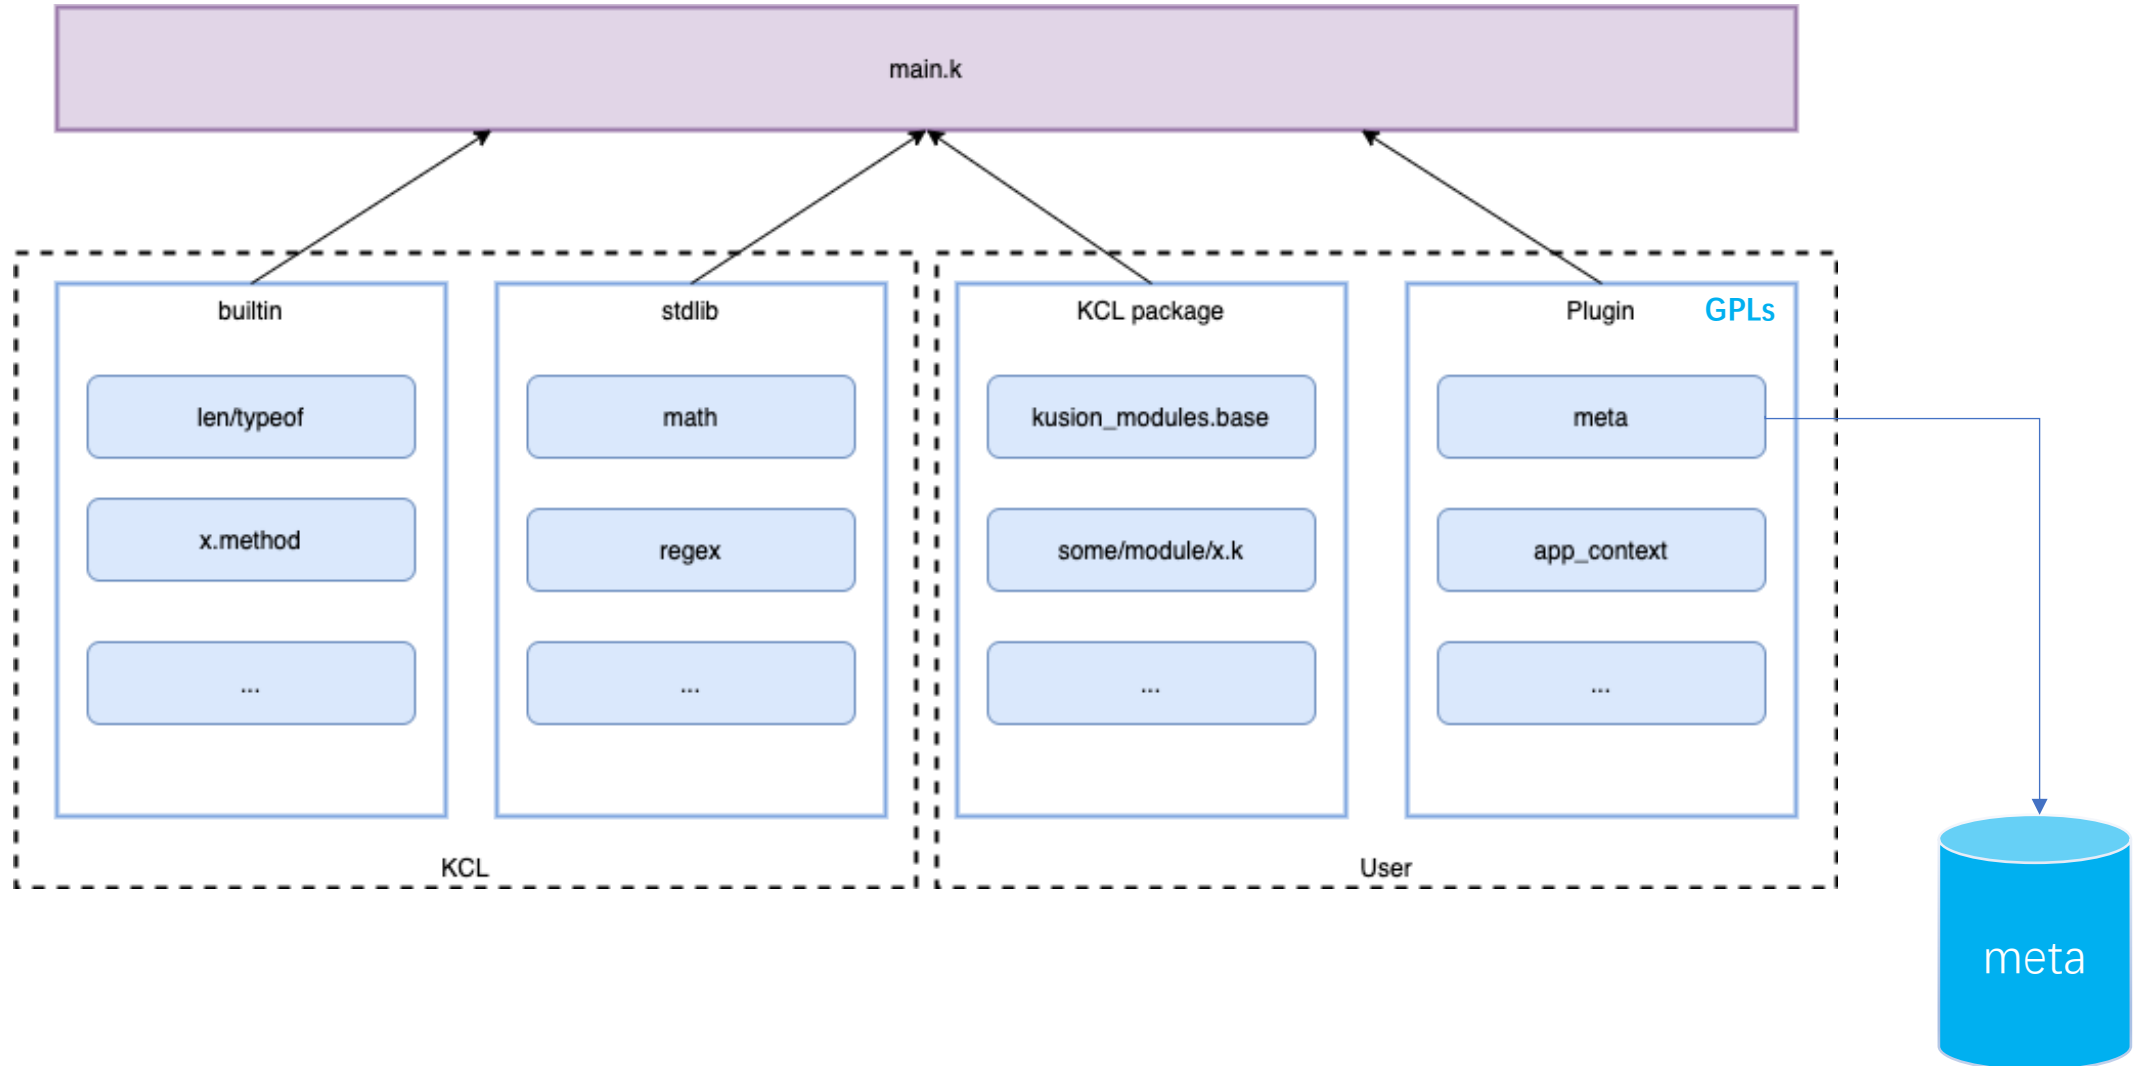 main.k
builtin
len/typeof
x.method
...
stdlib
math
regex
...
KCL
KCL package
kusion_modules.base
some/module/x.k
...
Plugin
GPLs
meta
app_context
...
User
meta